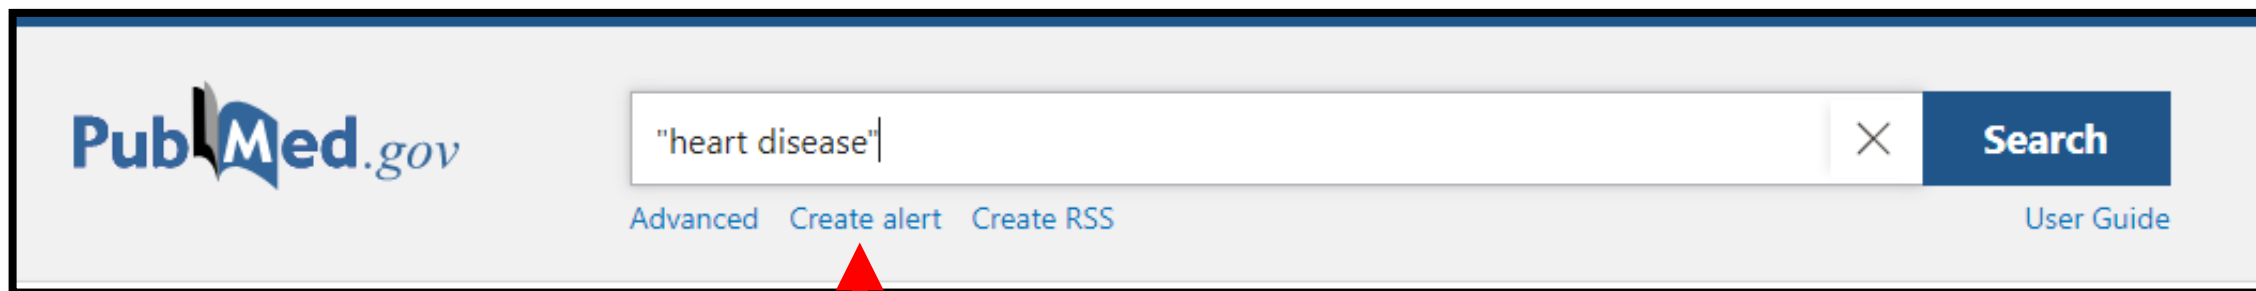 PubMed.gov
"heart disease"
Search
Advanced Create alert Create RSS
User Guide